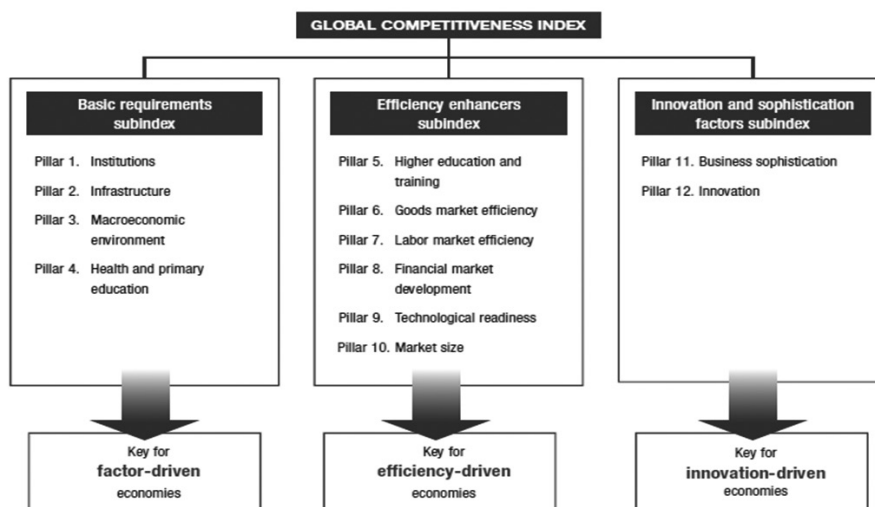 GLOBAL COMPETITIVENESS INDEX
Basic requirements
subindex
Pillar 1. Institutions
Pillar 2. Infrastructure
Pillar 3. Macroeconomic
environment
Pillar 4. Health and primary
education
Key for
factor-driven
economies
Efficiency enhancers
subindex
Pillar 5. Higher education and
training
Pillar 6. Goods market efficiency
Pillar 7. Labor market efficiency
Pillar 8. Financial market
development
Pillar 9. Technological readiness
Pillar 10. Market size
Key for
efficiency-driven
economies
Innovation and sophistication
factors subindex
Pillar 11. Business sophistication
Pillar 12. Innovation
Key for
innovation-driven
economies